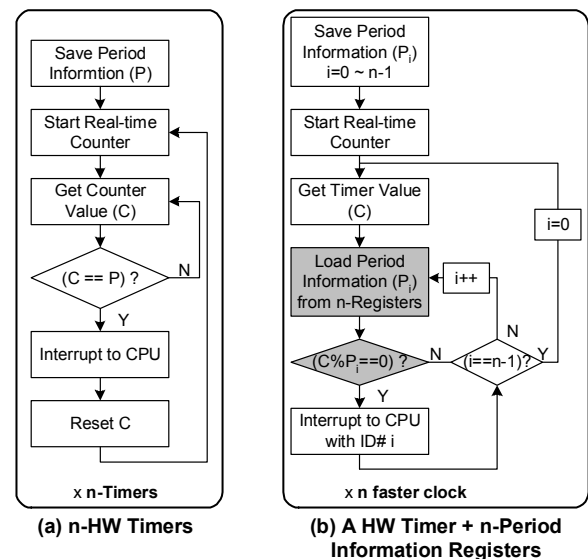 Save Period
Informtion (P)
Start Real-time
Counter
Get Counter
Value (C)
(C == P) ?
N
Y
Interrupt to CPU
Reset C
x n-Timers
(a) n-HW Timers
Save Period
Information (Pi)
i=0 ~ n-1
Start Real-time
Counter
Get Timer Value
(C)
i=0
Load Period
Information (Pi)
from n-Registers
i++
N
(C%Pi==0) ?
N
(i==n-1)?
Y
Y
Interrupt to CPU
with ID# i
x n faster clock
(b) A HW Timer + n-Period
Information Registers